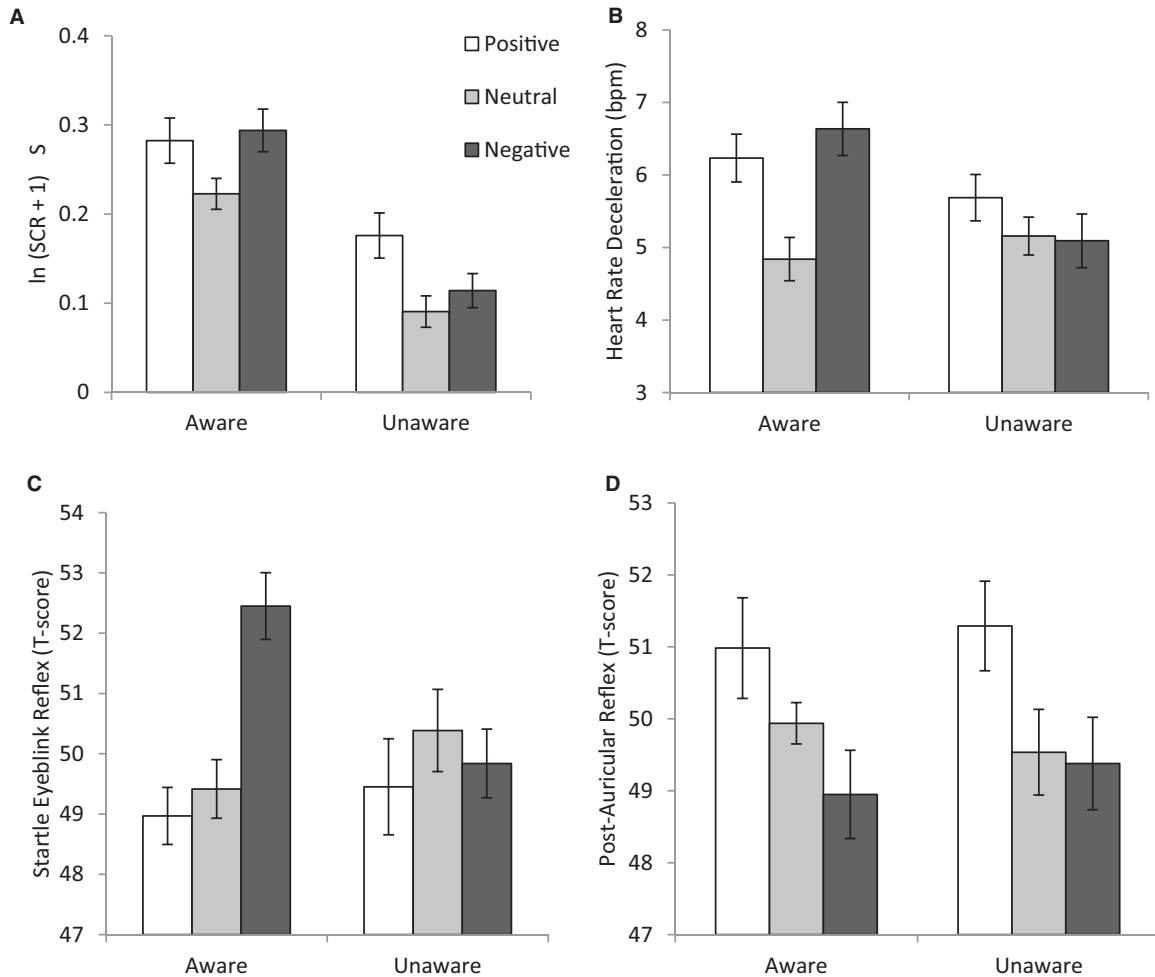 A
ln (SCR + 1) S
0.4
0.3
0.2
0.1
0
Positive
Neutral
Negative
Aware
Unaware
B
Heart Rate Deceleration (bpm)
8
7
6
5
4
3
Aware
Unaware
C
Startle Eyeblink Reflex (T-score)
54
53
52
51
50
49
48
47
Aware
Unaware
D
Post-Auricular Reflex (T-score)
53
52
51
50
49
48
47
Aware
Unaware